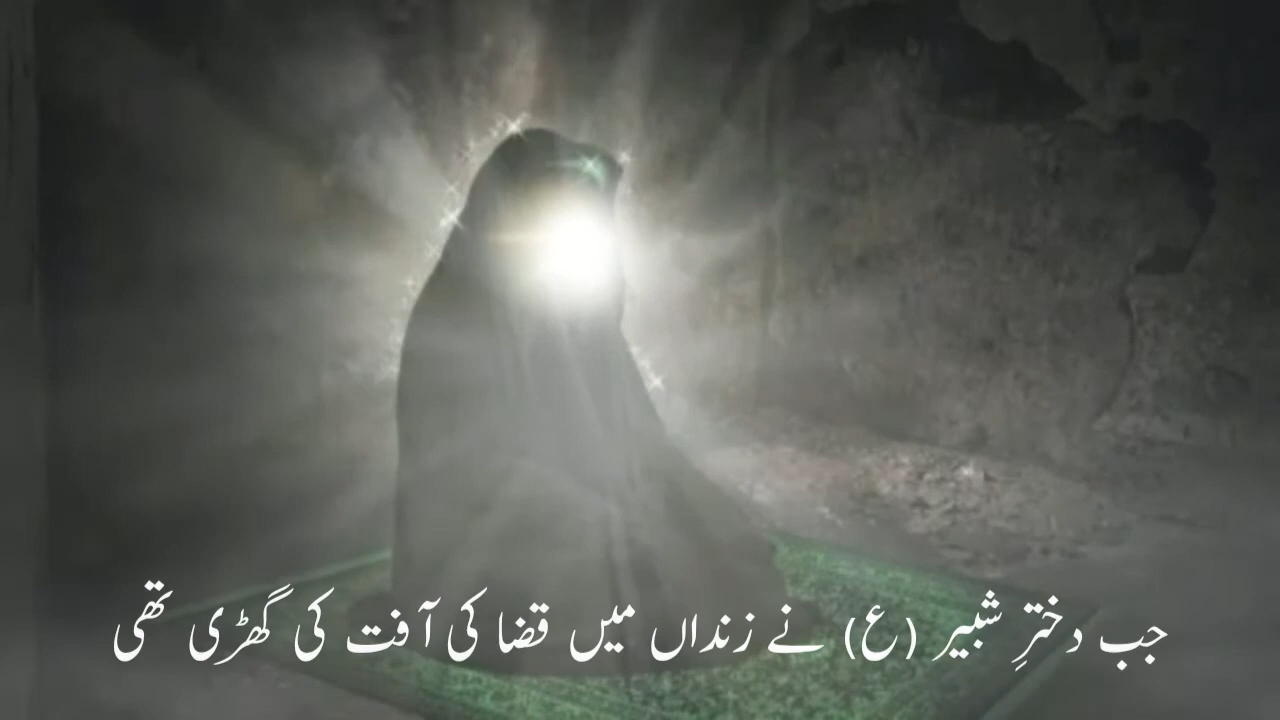 جب دخترِ شبیر (ع) نے زنداں میں قضا کی آفت کی گھڑی تھی